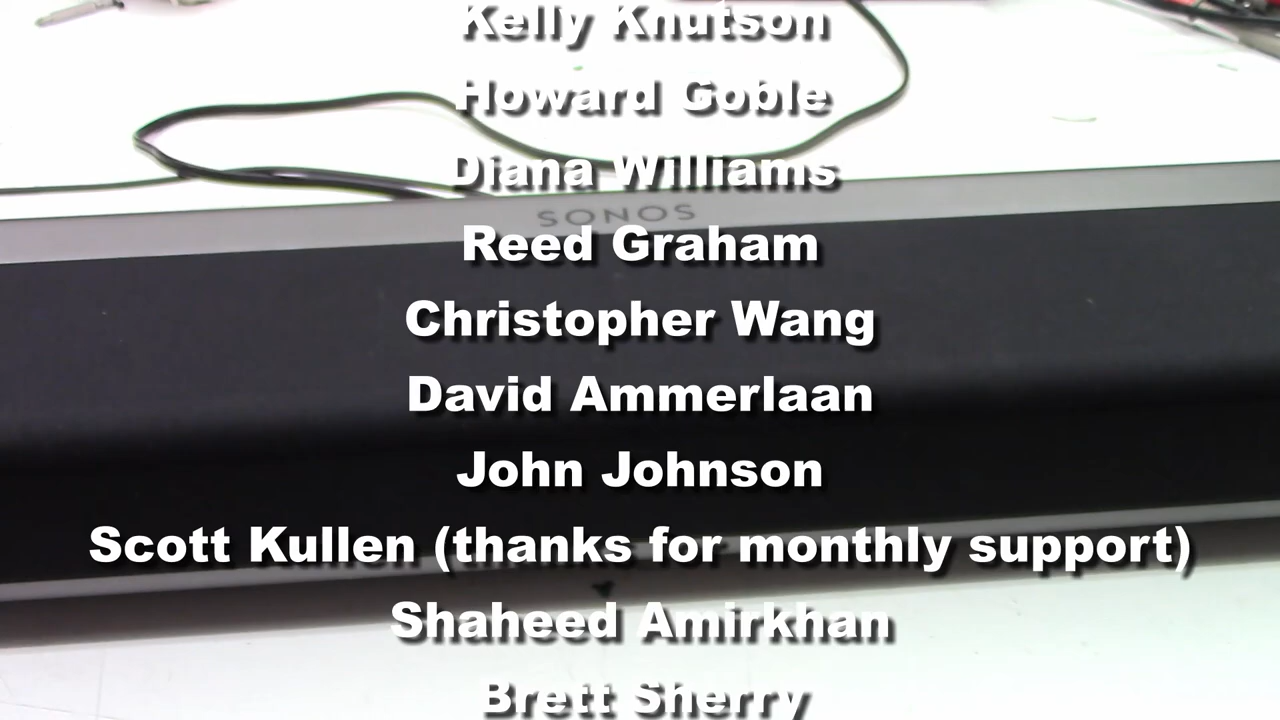 Kelly Knutson
Howard Goble
Diana Williams
SONOS
Reed Graham
Christopher Wang
David Ammerlaan
John Johnson
Scott Kullen (thanks for monthly support)
Shaheed Amirkhan
Brett Sherry